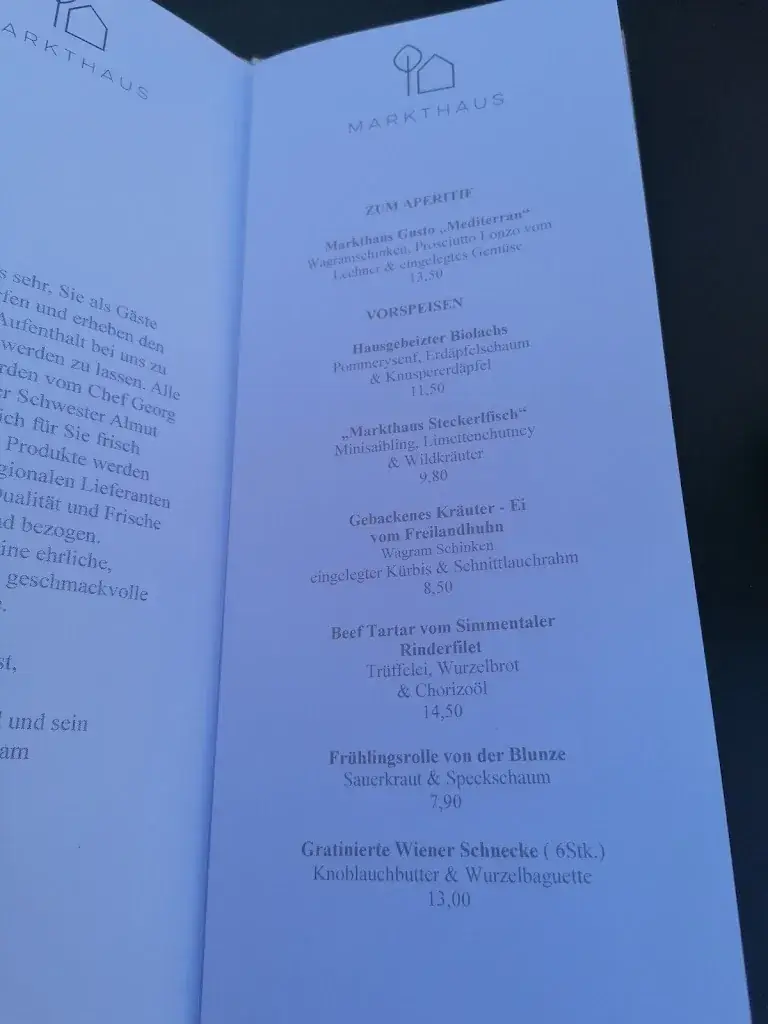 MARKTHAUS
s sehr, Sie als Gäste
rfen und erheben den
Aufenthalt bei uns zu
werden zu lassen. Alle
rden vom Chef Georg
er Schwester Almut
ich für Sie frisch
Produkte werden
gionalen Lieferanten
Qualität und Frische
nd bezogen.
ine ehrliche,
geschmackvolle
st,
und sein
am
MARKTHAUS
ZUM APERITIF
Markthaus Gusto „Mediterran“
Wagramschinken, Prosciutto Lonzo vom
Lechner & eingelegtes Gemüse
13,50
VORSPEISEN
Hausgebeizter Biolachs
Pommerysenf, Erdäpfelschaum
& Knuspererdäpfel
11,50
„Markthaus Steckerlfisch“
Minisaibling, Limettenchutney
& Wildkräuter
9,80
Gebackenes Kräuter - Ei
vom Freilandhuhn
Wagram Schinken
eingelegter Kürbis & Schnittlauchrahm
8,50
Beef Tartar vom Simmentaler
Rinderfilet
Trüffelei, Wurzelbrot
& Chorizoöl
14,50
Frühlingsrolle von der Blunze
Sauerkraut & Speckschaum
7,90
Gratinierte Wiener Schnecke ( 6Stk.)
Knoblauchbutter & Wurzelbaguette
13,00